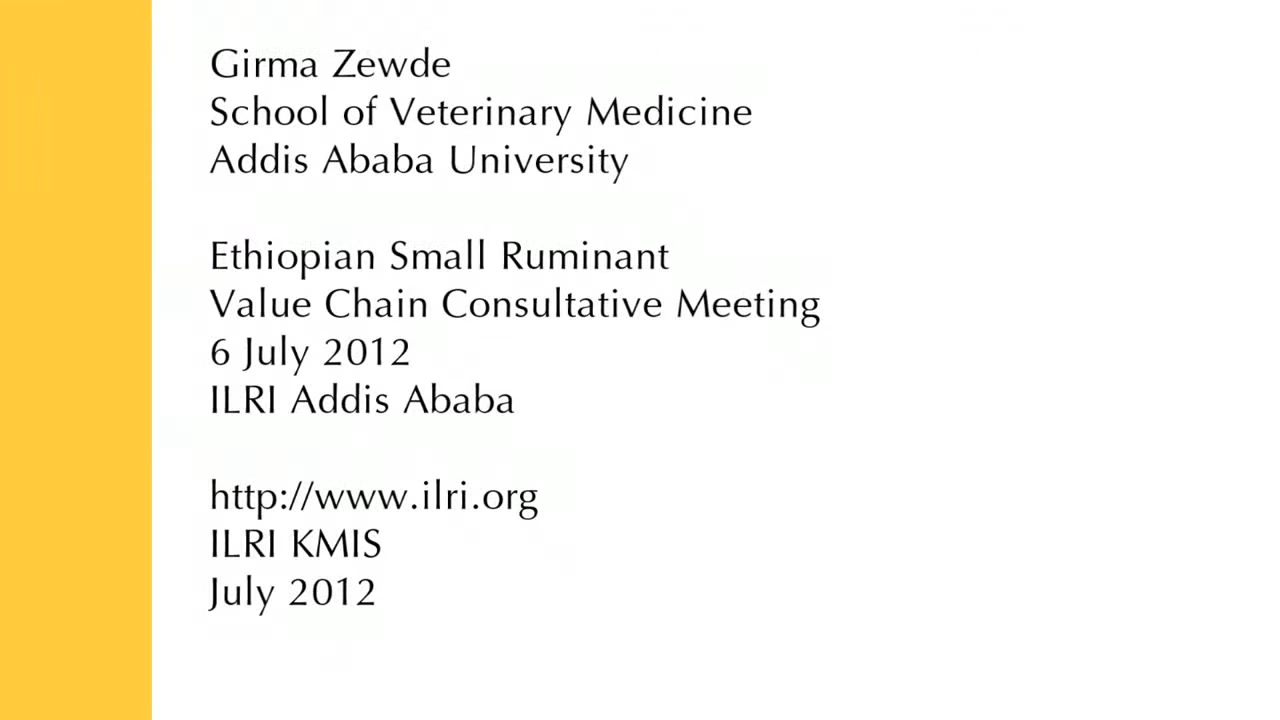 Girma Zewde
School of Veterinary Medicine
Addis Ababa University
Ethiopian Small Ruminant
Value Chain Consultative Meeting
6 July 2012
ILRI Addis Ababa
http://www.ilri.org
ILRI KMIS
July 2012